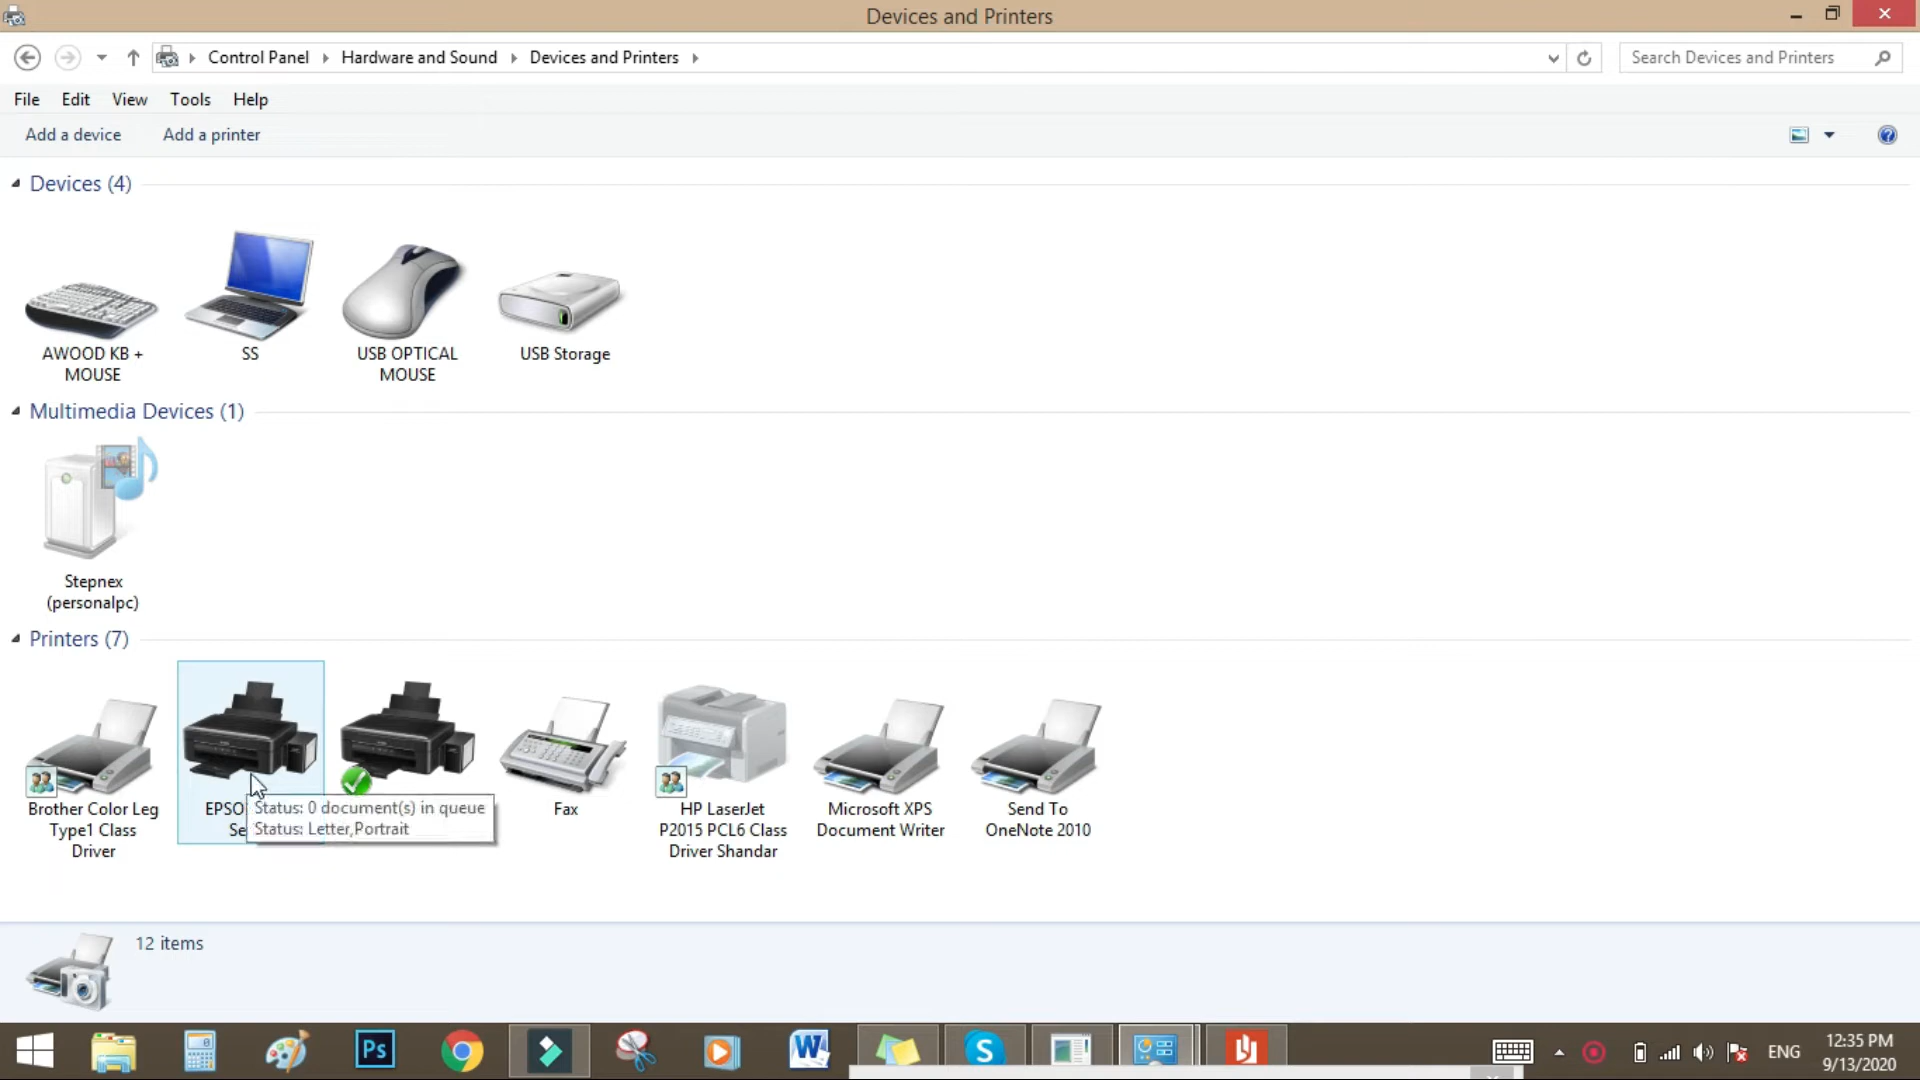 Devices and Printers
Control Panel
Hardware and Sound
Devices and Printers
Search Devices and Printers
File Edit View Tools Help
Add a device Add a printer
Devices (4)
AWOOD KB +
MOUSE
SS
USB OPTICAL
MOUSE
USB Storage
Multimedia Devices (1)
Stepnex
(personalpc)
Printers (7)
Brother Color Leg
Type1 Class
Driver
Status: 0 document(s) in queue
Status: Letter,Portrait
Fax
HP LaserJet
P2015 PCL6 Class
Driver Shandar
Microsoft XPS
Document Writer
Send To
OneNote 2010
12 items
Ps
W
S
ENG
12:35 PM
9/13/2020